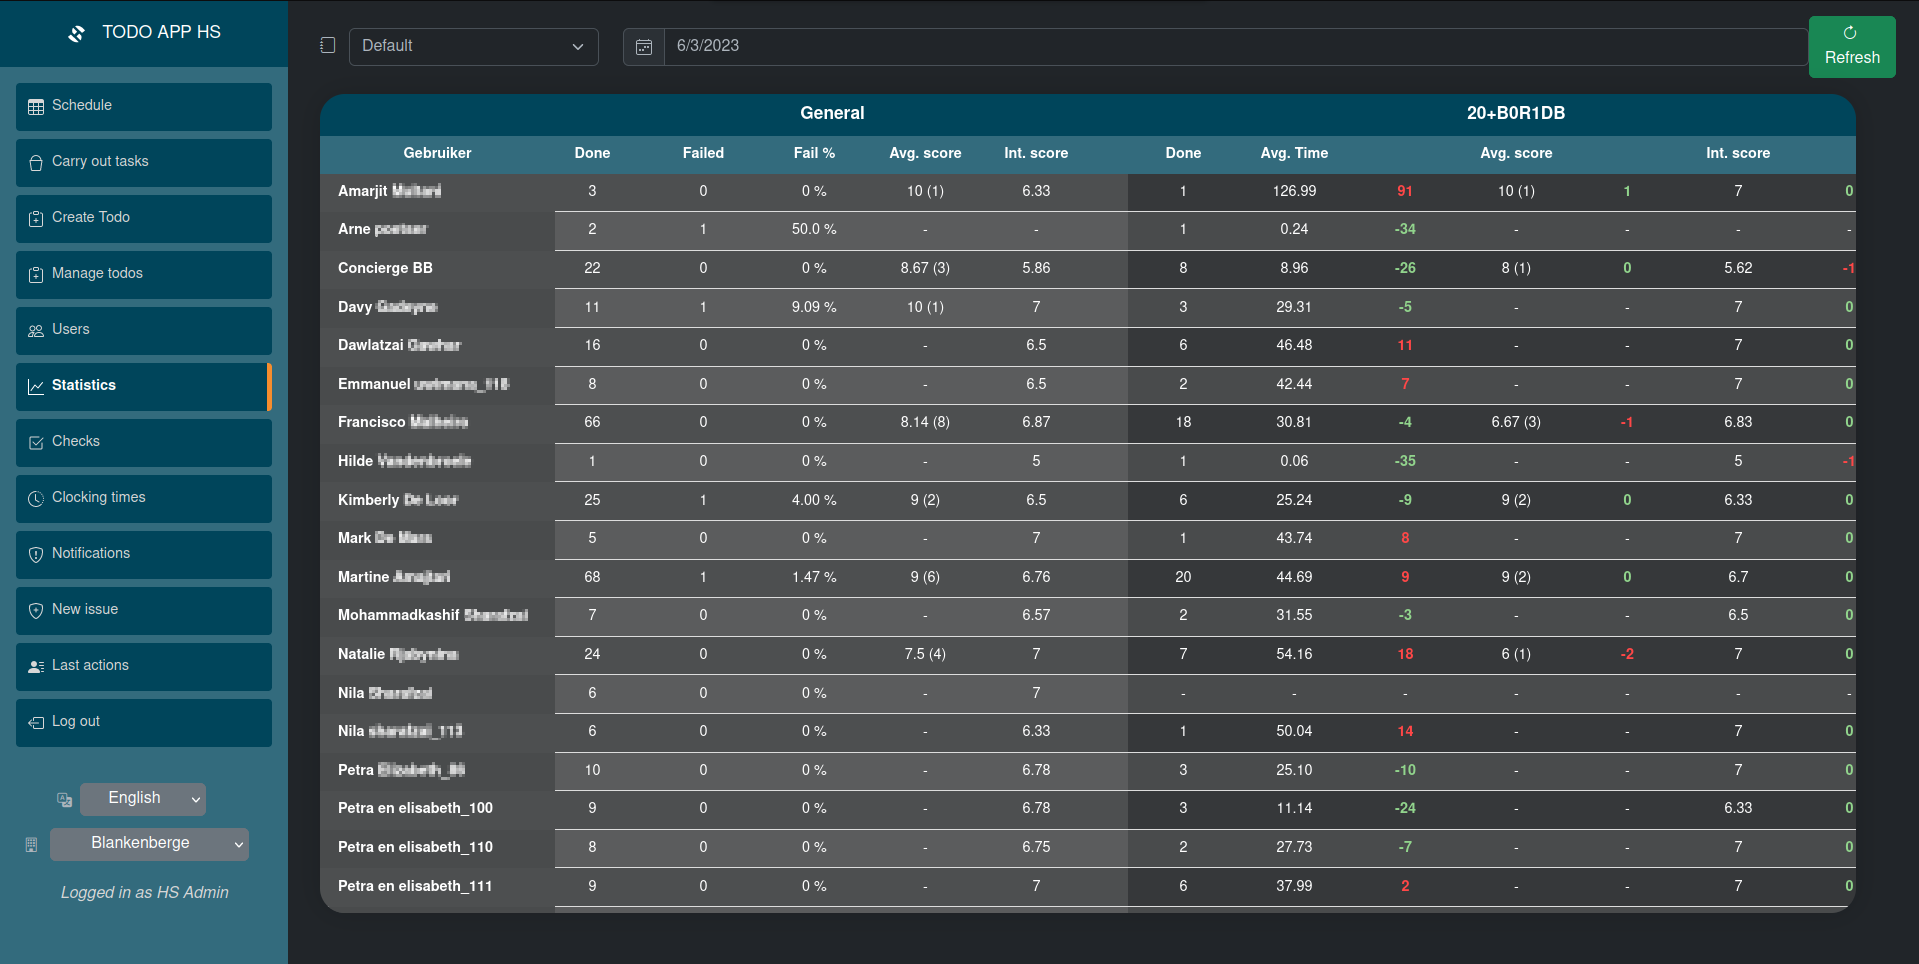 TODO APP HS
Default
6/3/2023
Refresh
Schedule
Carry out tasks
Create Todo
Manage todos
Users
Statistics
Checks
Clocking times
Notifications
New issue
Last actions
Log out
English
Blankenberge
Logged in as HS Admin
General 20+B0R1DB
Gebruiker Done Failed Fail % Avg. score Int. score Done Avg. Time Avg. score Int. score
Amarjit 3 0 0 % 10 (1) 6.33 1 126.99 91 10 (1) 1 7 0
Arne 2 1 50.0 % - - 1 0.24 -34 - - - -
Concierge BB 22 0 0 % 8.67 (3) 5.86 8 8.96 -26 8 (1) 0 5.62 -1
Davy 11 1 9.09 % 10 (1) 7 3 29.31 -5 - - 7 0
Dawlatzai 16 0 0 % - 6.5 6 46.48 11 - - 7 0
Emmanuel 8 0 0 % - 6.5 2 42.44 7 - - 7 0
Francisco 66 0 0 % 8.14 (8) 6.87 18 30.81 -4 6.67 (3) -1 6.83 0
Hilde 1 0 0 % - 5 1 0.06 -35 - - 5 -1
Kimberly 25 1 4.00 % 9 (2) 6.5 6 25.24 -9 9 (2) 0 6.33 0
Mark 5 0 0 % - 7 1 43.74 8 - - 7 0
Martine 68 1 1.47 % 9 (6) 6.76 20 44.69 9 9 (2) 0 6.7 0
Mohammadkashif 7 0 0 % - 6.57 2 31.55 -3 - - 6.5 0
Natalie 24 0 0 % 7.5 (4) 7 7 54.16 18 6 (1) -2 7 0
Nila 6 0 0 % - 7 - - - - - - -
Nila 6 0 0 % - 6.33 1 50.04 14 - - 7 0
Petra 10 0 0 % - 6.78 3 25.10 -10 - - 7 0
Petra en elisabeth_100 9 0 0 % - 6.78 3 11.14 -24 - - 6.33 0
Petra en elisabeth_110 8 0 0 % - 6.75 2 27.73 -7 - - 7 0
Petra en elisabeth_111 9 0 0 % - 7 6 37.99 2 - - 7 0